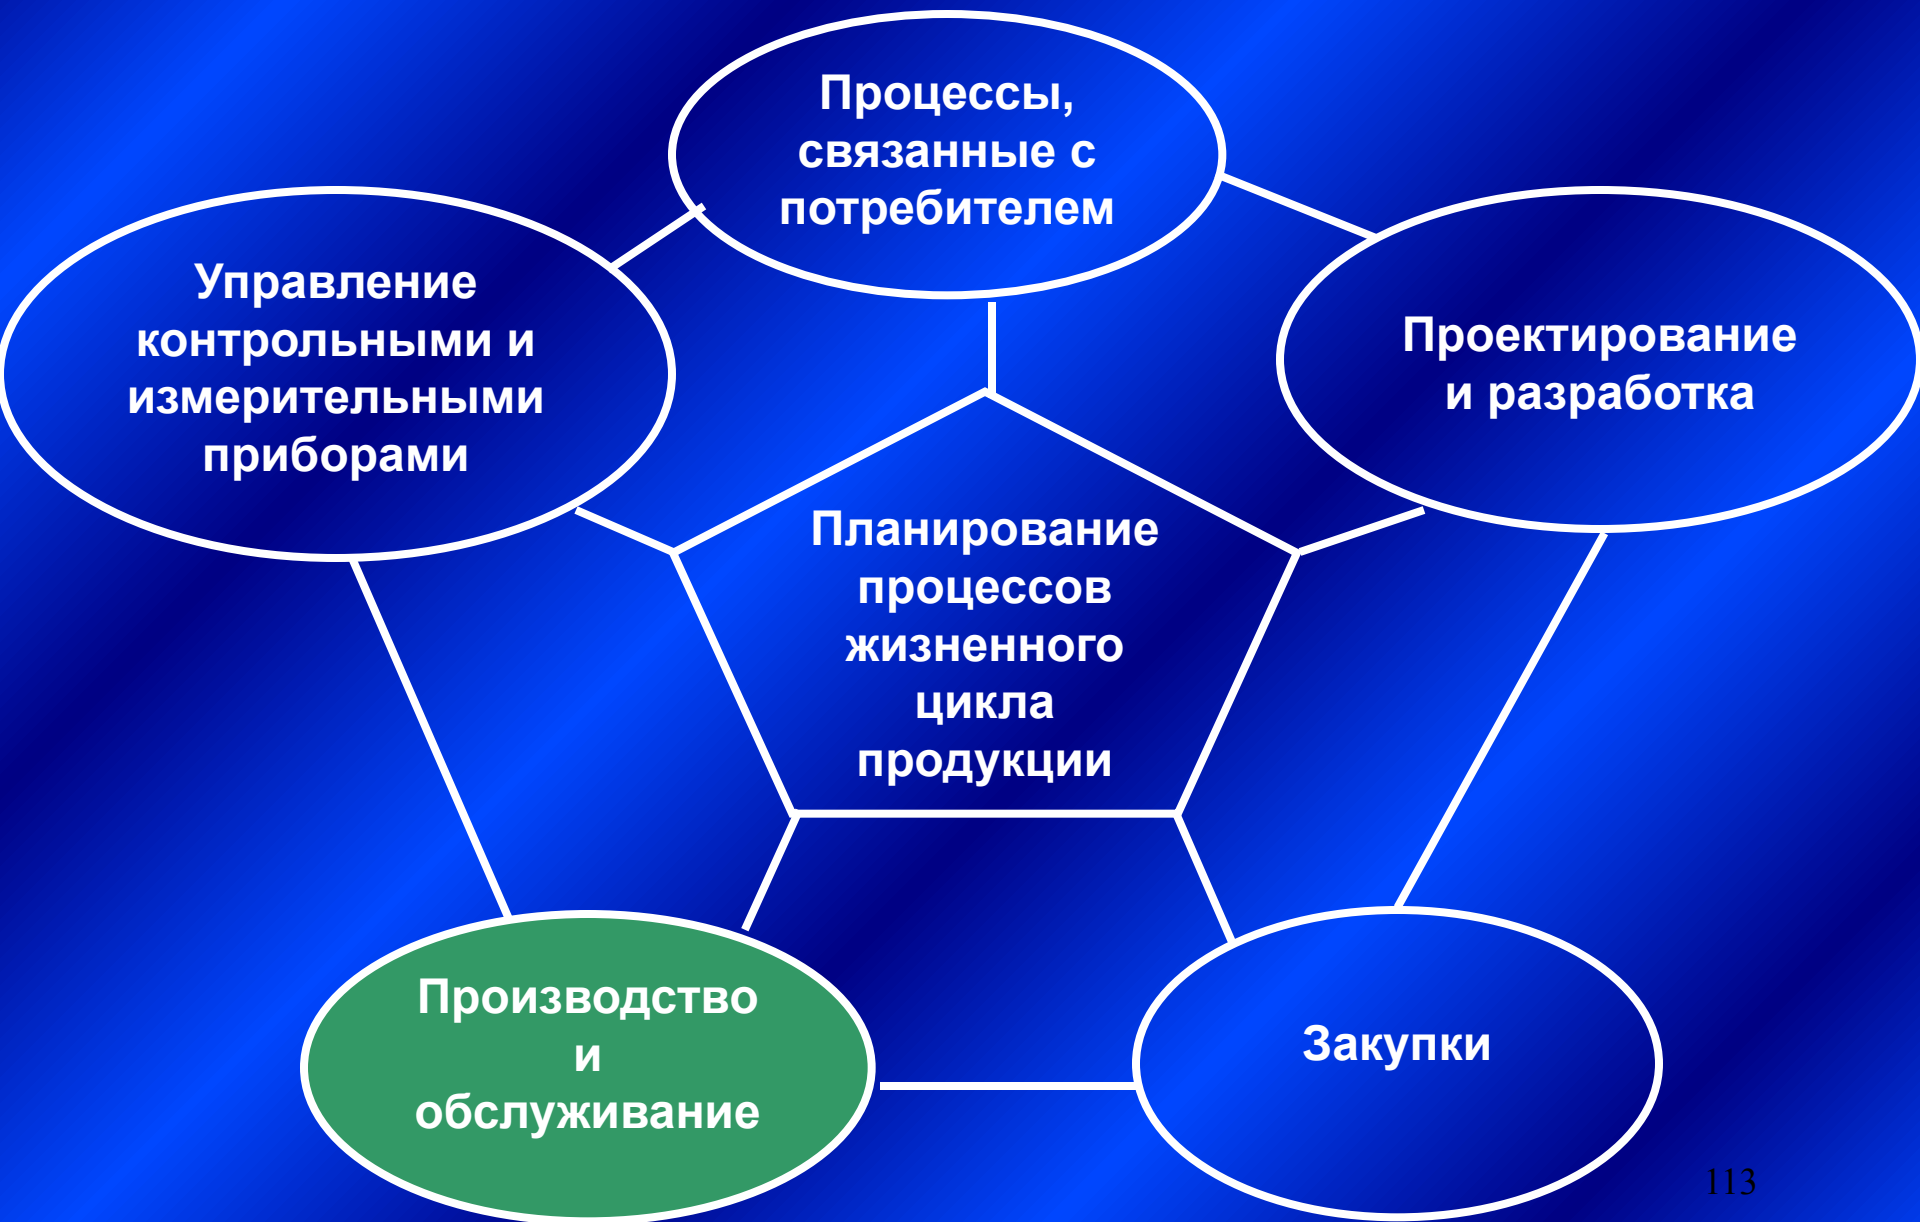 Процессы,
связанные с
потребителем
Управление
контрольными и
измерительными
приборами
Проектирование
и разработка
Планирование
процессов
жизненного
цикла
продукции
Производство
и
обслуживание
Закупки
113